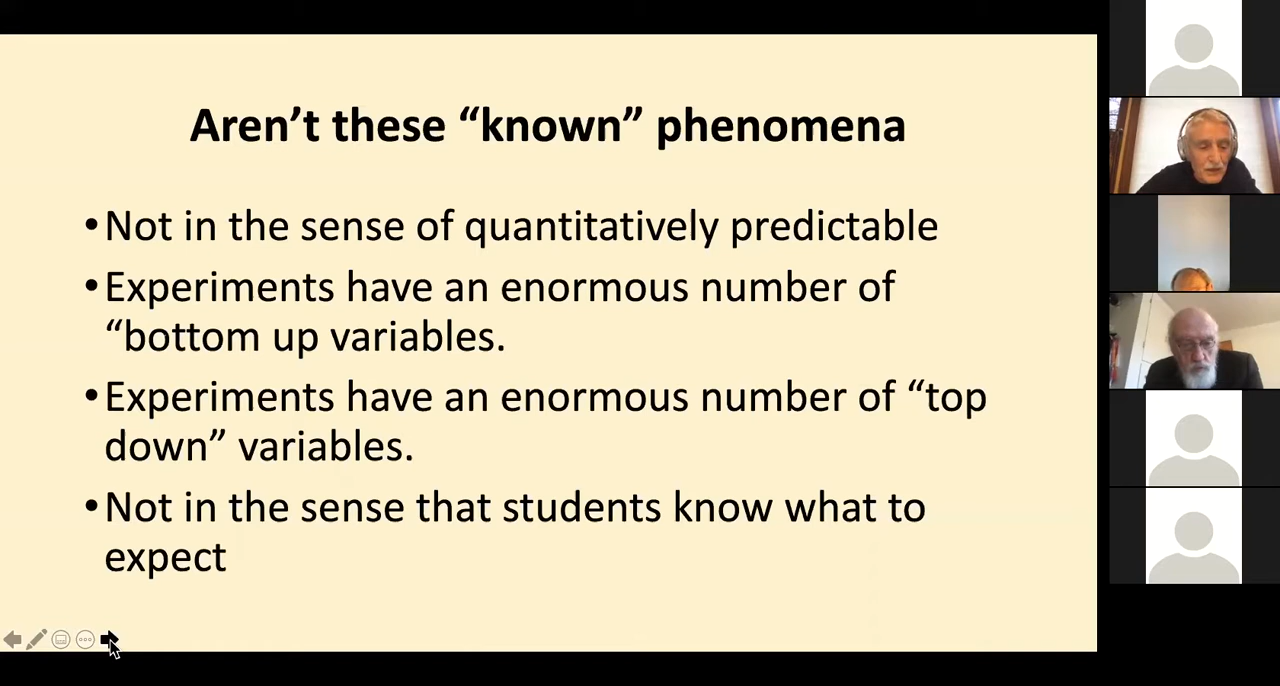 Aren’t these “known” phenomena
•Not in the sense of quantitatively predictable
•Experiments have an enormous number of
“bottom up variables.
•Experiments have an enormous number of “top
down” variables.
•Not in the sense that students know what to
expect